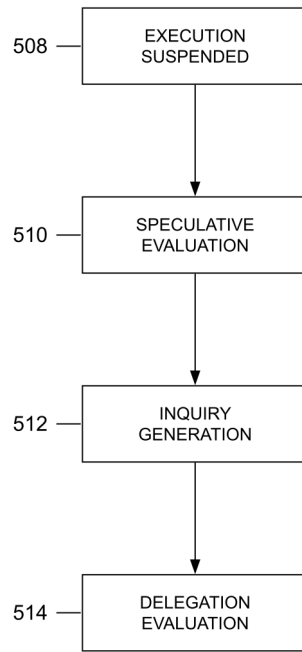 508
EXECUTION
SUSPENDED
510
SPECULATIVE
EVALUATION
512
INQUIRY
GENERATION
514
DELEGATION
EVALUATION